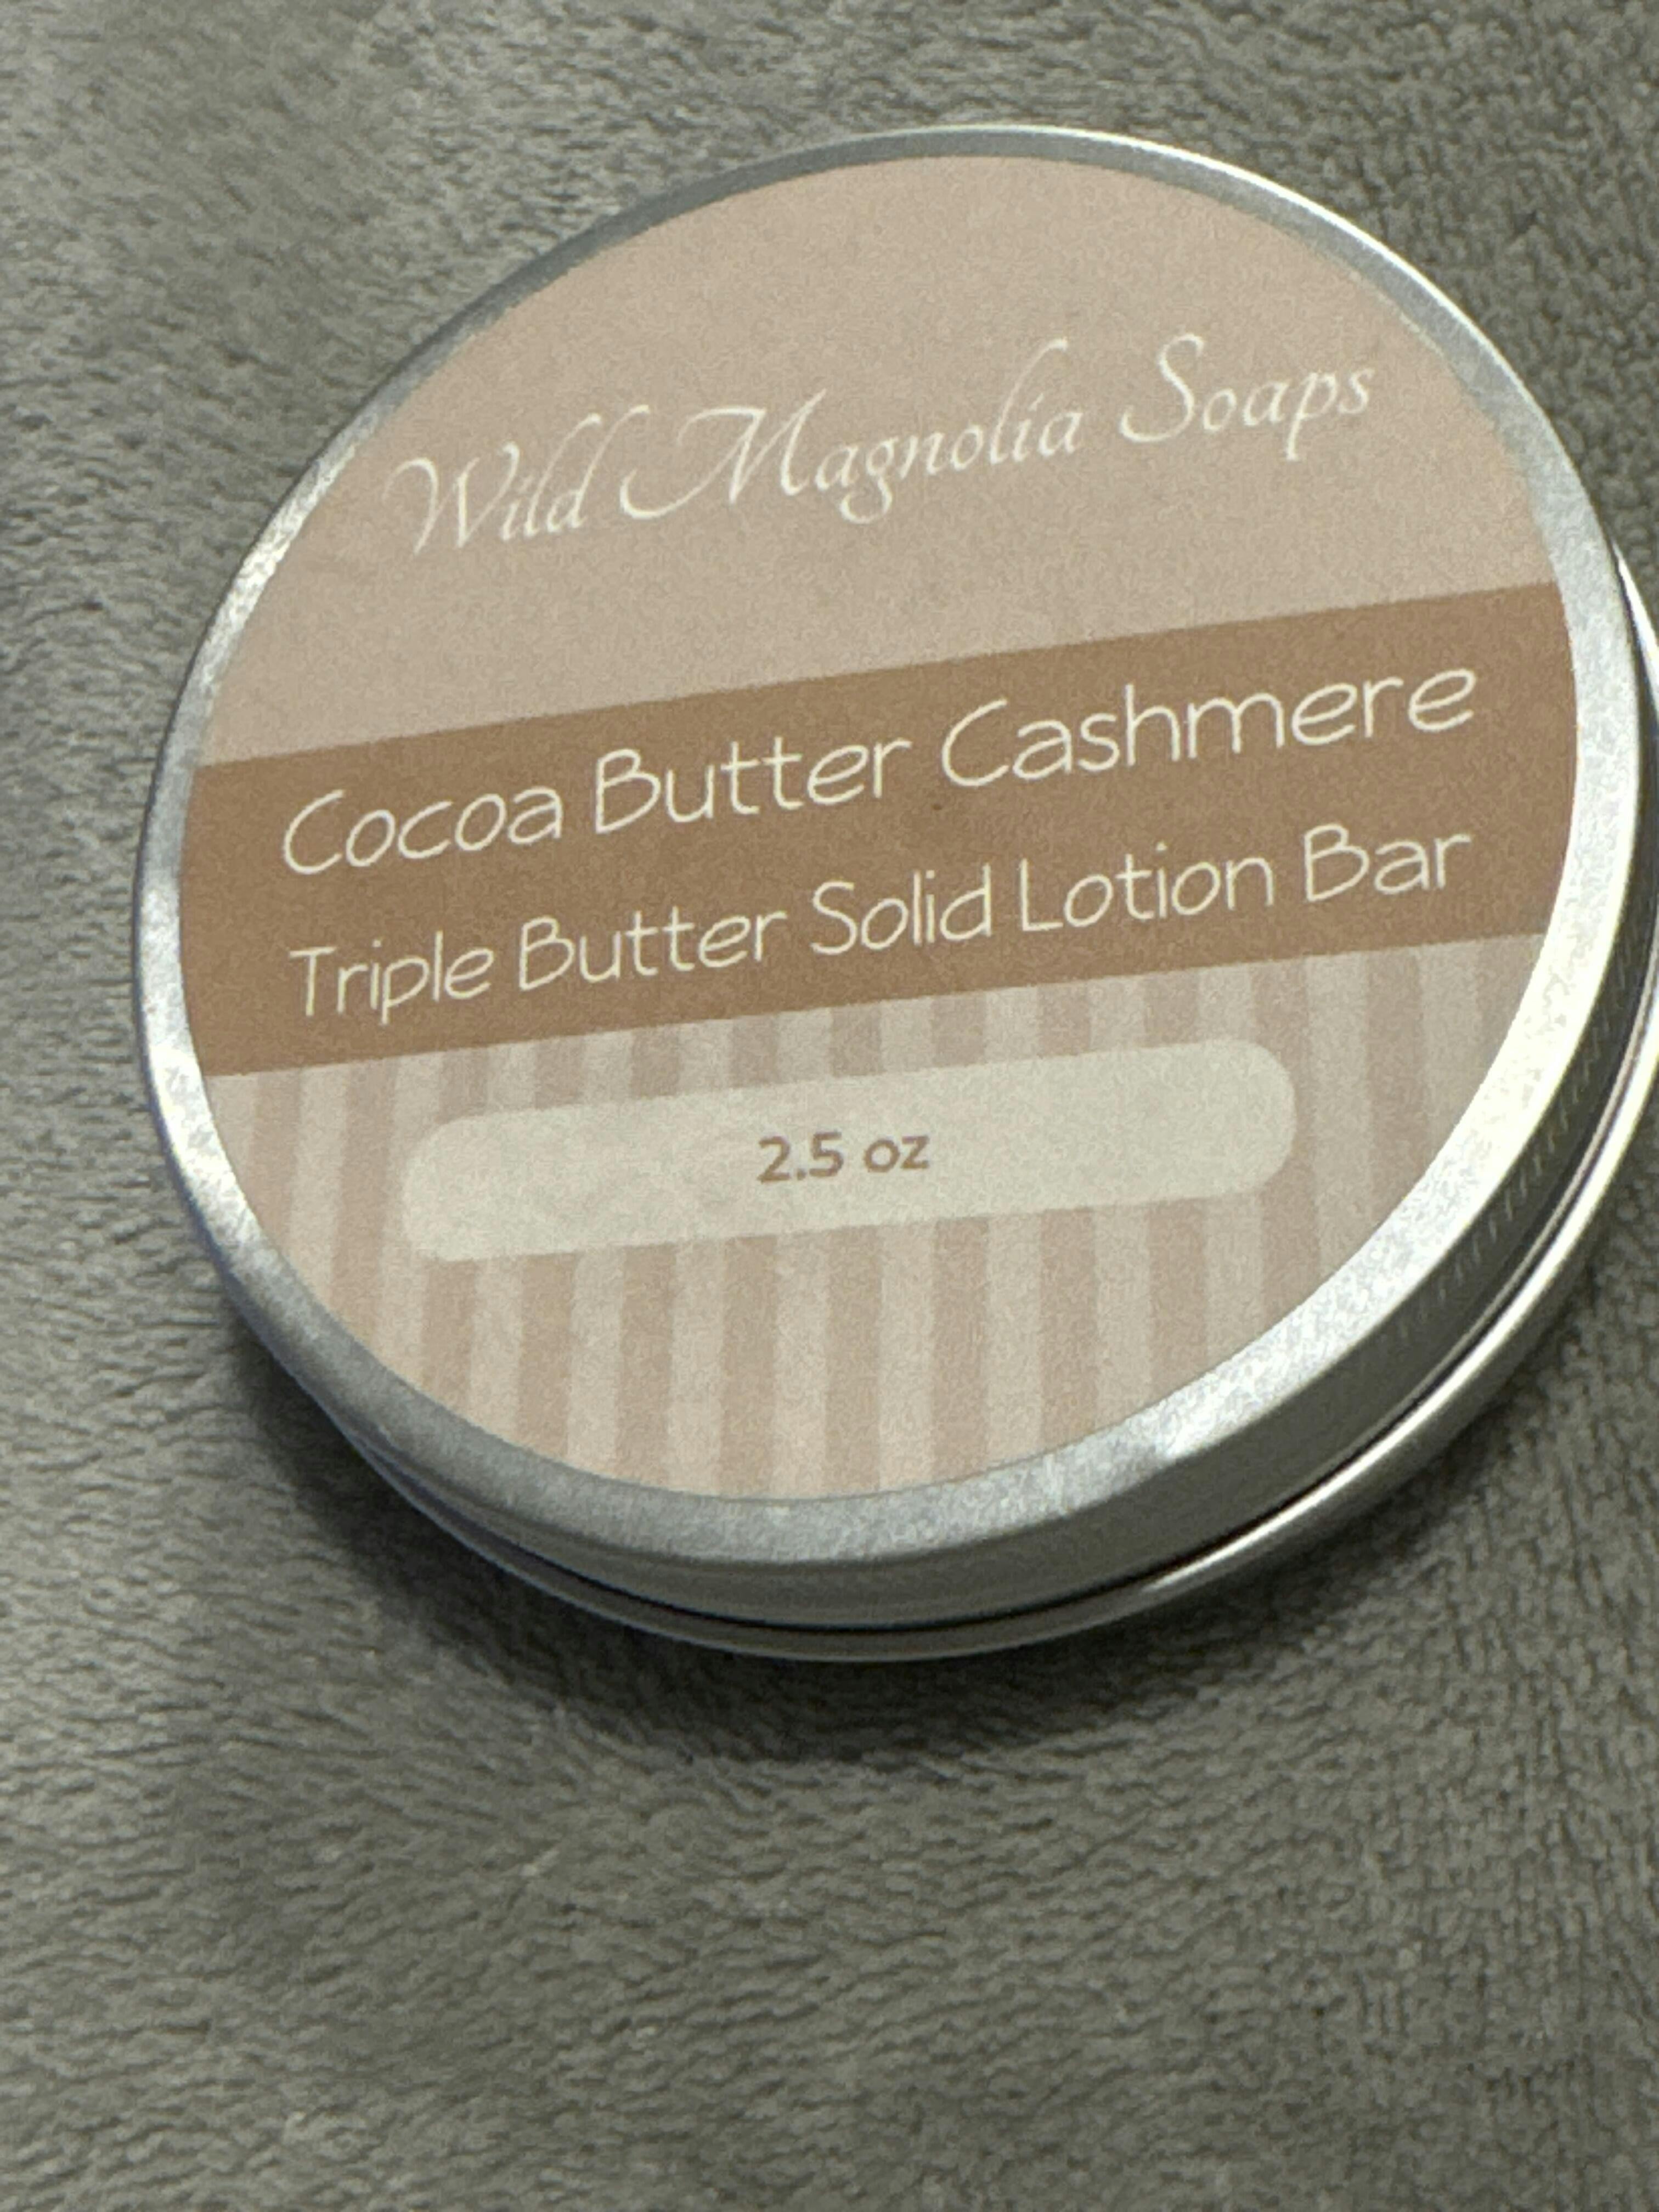 Wild Magnolia Soaps
Cocoa Butter Cashmere
Triple Butter Solid Lotion Bar
2.5 oz